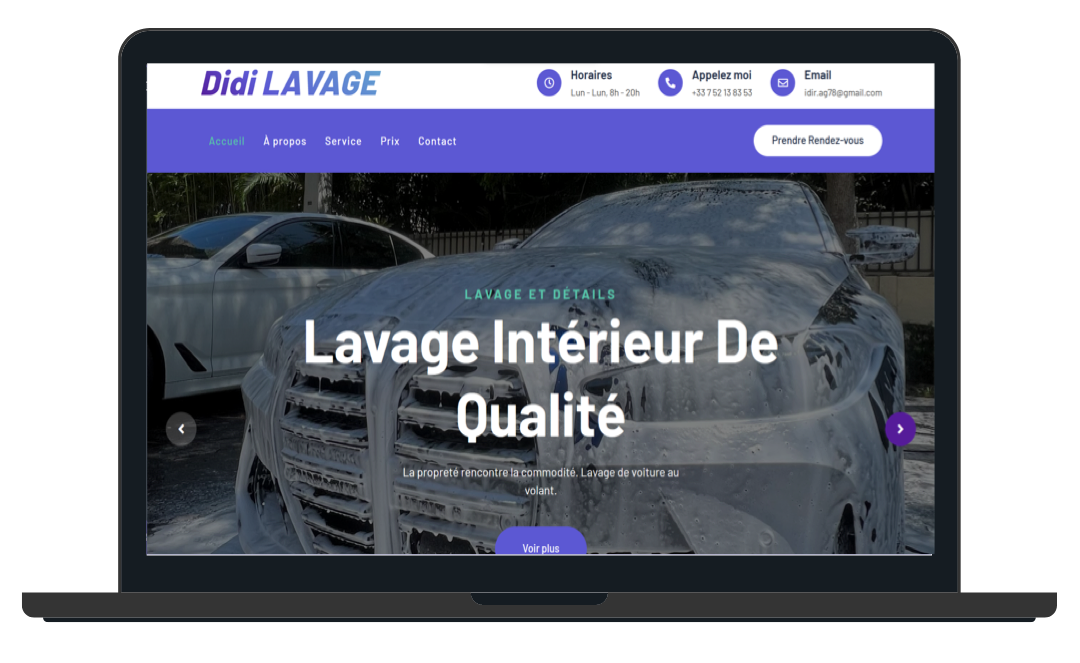 Didi LAVAGE
Horaires
Lun - Lun, 8h - 20h
Appelez moi
+33 7 52 13 83 53
Email
idir.ag78@gmail.com
Accueil
À propos
Service
Prix
Contact
Prendre Rendez-vous
LAVAGE ET DÉTAILS
Lavage Intérieur De
Qualité
La propreté rencontre la commodité. Lavage de voiture au
volant.
Voir plus